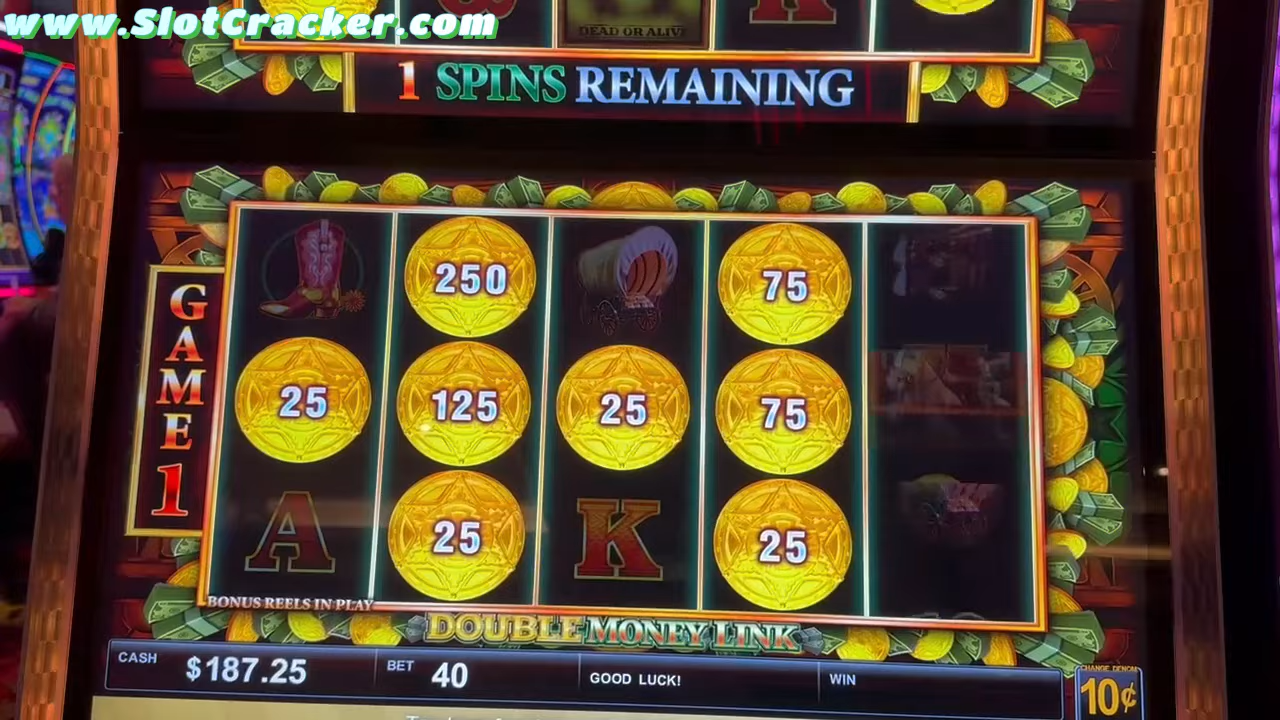 www.SlotCracker.com
DEAD OR ALIVE
1 SPINS REMAINING
GAME 1
250
75
25
125
25
75
A
25
K
25
BONUS REELS IN PLAY
DOUBLE MONEY LINK
CASH $187.25 BET 40 GOOD LUCK! WIN
CHANGE DENOM
10¢